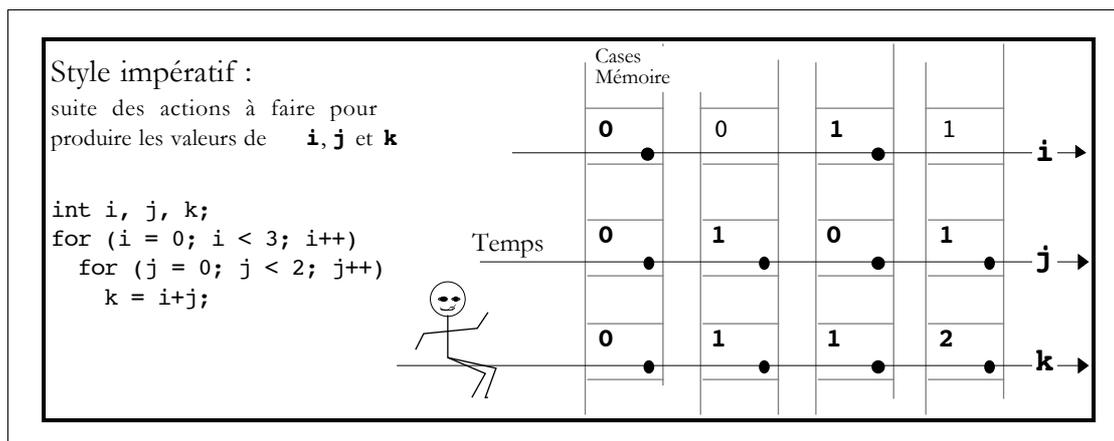 Style impératif :
suite des actions à faire pour
produire les valeurs de i, j et k
int i, j, k;
for (i = 0; i < 3; i++)
for (j = 0; j < 2; j++)
k = i+j;
Cases
Mémoire
0 0 1 1 i
Temps 0 1 0 1 j
0 1 1 2 k